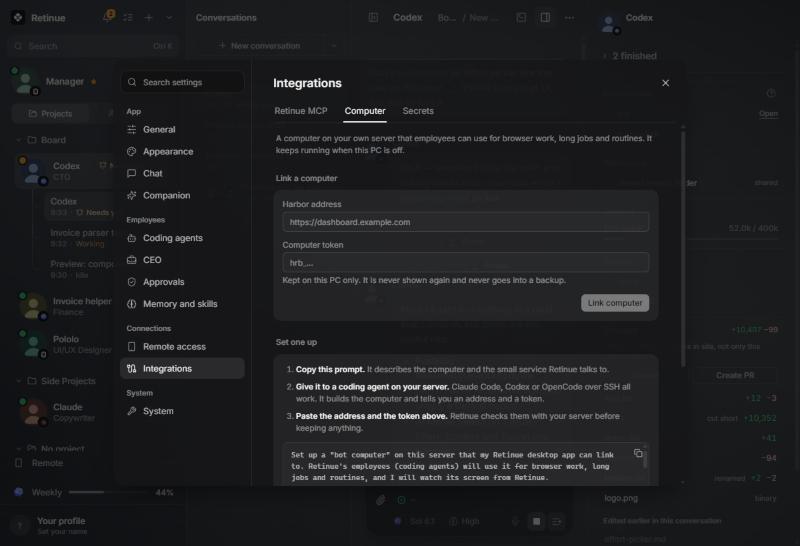 Retinue
2
Search
Ctrl K
Manager
Projects
Board
Codex
CTO
Codex
9:33 · Needs y
Invoice parser
9:32 · Working
Preview: compo
9:30 · Idle
Invoice helper
Finance
Pololo
UI/UX Designer
Side Projects
Claude
Copywriter
No project
Remote
Weekly
44%
?
Your profile
Set your name
Conversations
+ New conversation
Codex
Bo... / New ...
Search settings
App
General
Appearance
Chat
Companion
Employees
Coding agents
CEO
Approvals
Memory and skills
Connections
Remote access
Integrations
System
System
Integrations
Retinue MCP
Computer
Secrets
A computer on your own server that employees can use for browser work, long jobs and routines. It
keeps running when this PC is off.
Link a computer
Harbor address
https://dashboard.example.com
Computer token
hrb_...
Kept on this PC only. It is never shown again and never goes into a backup.
Link computer
Set one up
1. Copy this prompt. It describes the computer and the small service Retinue talks to.
2. Give it to a coding agent on your server. Claude Code, Codex or OpenCode over SSH all
work. It builds the computer and tells you an address and a token.
3. Paste the address and the token above. Retinue checks them with your server before
keeping anything.
Set up a "bot computer" on this server that my Retinue desktop app can link
to. Retinue's employees (coding agents) will use it for browser work, long
jobs and routines, and I will watch its screen from Retinue.
High
Codex
2 finished
Open
shared
52.0k / 400k
+10,407 −99
Create PR
+12 −3
cut short +10,352
+41
−94
renamed +2 −2
logo.png
binary
Edited earlier in this conversation
effort-picker.md